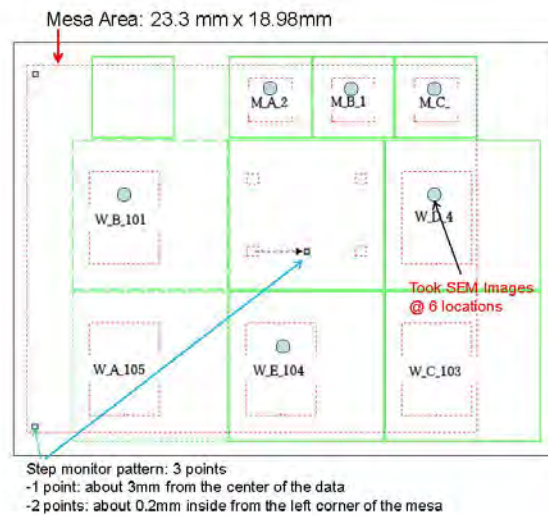 Mesa Area: 23.3 mm x 18.98mm
M_A_2 M_B_1 M_C_
W_B_101 W_D_4
Took SEM Images
@ 6 locations
W_A_105 W_E_104 W_C_103
Step monitor pattern: 3 points
-1 point: about 3mm from the center of the data
-2 points: about 0.2mm inside from the left corner of the mesa